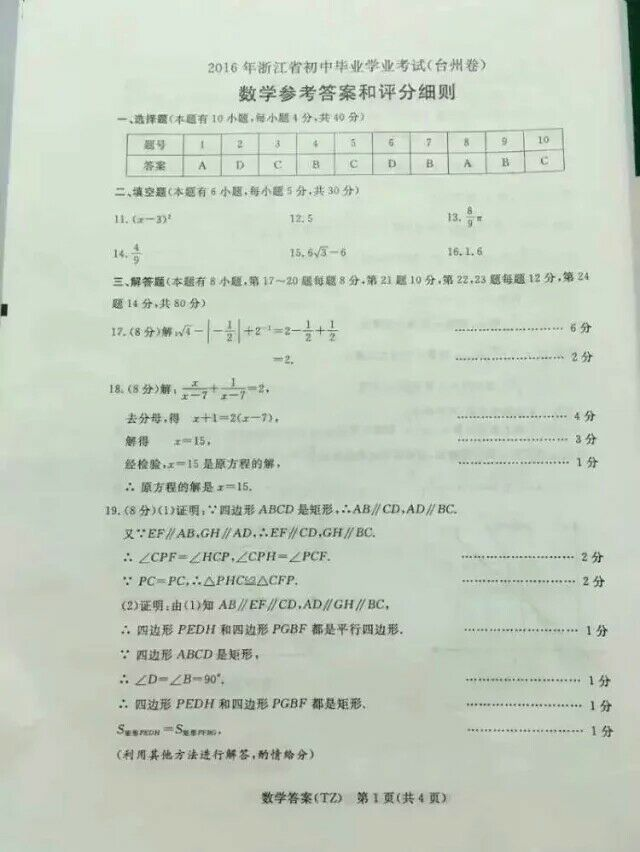 2016年浙江省初中毕业学业考试(台州卷)
数学参考答案和评分细则
一、选择题(本题有10小题,每小题4分,共40分)
题号 1 2 3 4 5 6 7 8 9 10
答案 A D C B C D B A B C
二、填空题(本题有6小题,每小题5分,共30分)
11.(x-3)² 12.5 13.8/9π
14.4/9 15.6√3-6 16.1.6
三、解答题(本题有8小题,第17~20题每题8分,第21题10分,第22,23题每题12分,第24
题14分,共80分)
17.(8分)解:√4-|-1/2|+2⁻¹=2-1/2+1/2 ……………… 6分
=2. ……………… 2分
18.(8分)解:x/(x-7)+1/(x-7)=2,
去分母,得 x+1=2(x-7), ……………… 4分
解得 x=15, ……………… 3分
经检验,x=15是原方程的解, ……………… 1分
∴ 原方程的解是x=15.
19.(8分)(1)证明:∵四边形ABCD是矩形,∴AB∥CD,AD∥BC.
又∵EF∥AB,GH∥AD,∴EF∥CD,GH∥BC.
∴ ∠CPF=∠HCP,∠CPH=∠PCF. ……………… 2分
∵ PC=PC,∴△PHC≌△CFP. ……………… 2分
(2)证明:由(1)知 AB∥EF∥CD,AD∥GH∥BC,
∴ 四边形PEDH和四边形PGBF都是平行四边形. ……………… 1分
∵ 四边形ABCD是矩形,
∴ ∠D=∠B=90°. ……………… 1分
∴ 四边形PEDH和四边形PGBF都是矩形. ……………… 1分
S矩形PEDH=S矩形PFBG. ……………… 1分
(利用其他方法进行解答,酌情给分)
数学答案(TZ) 第1页(共4页)